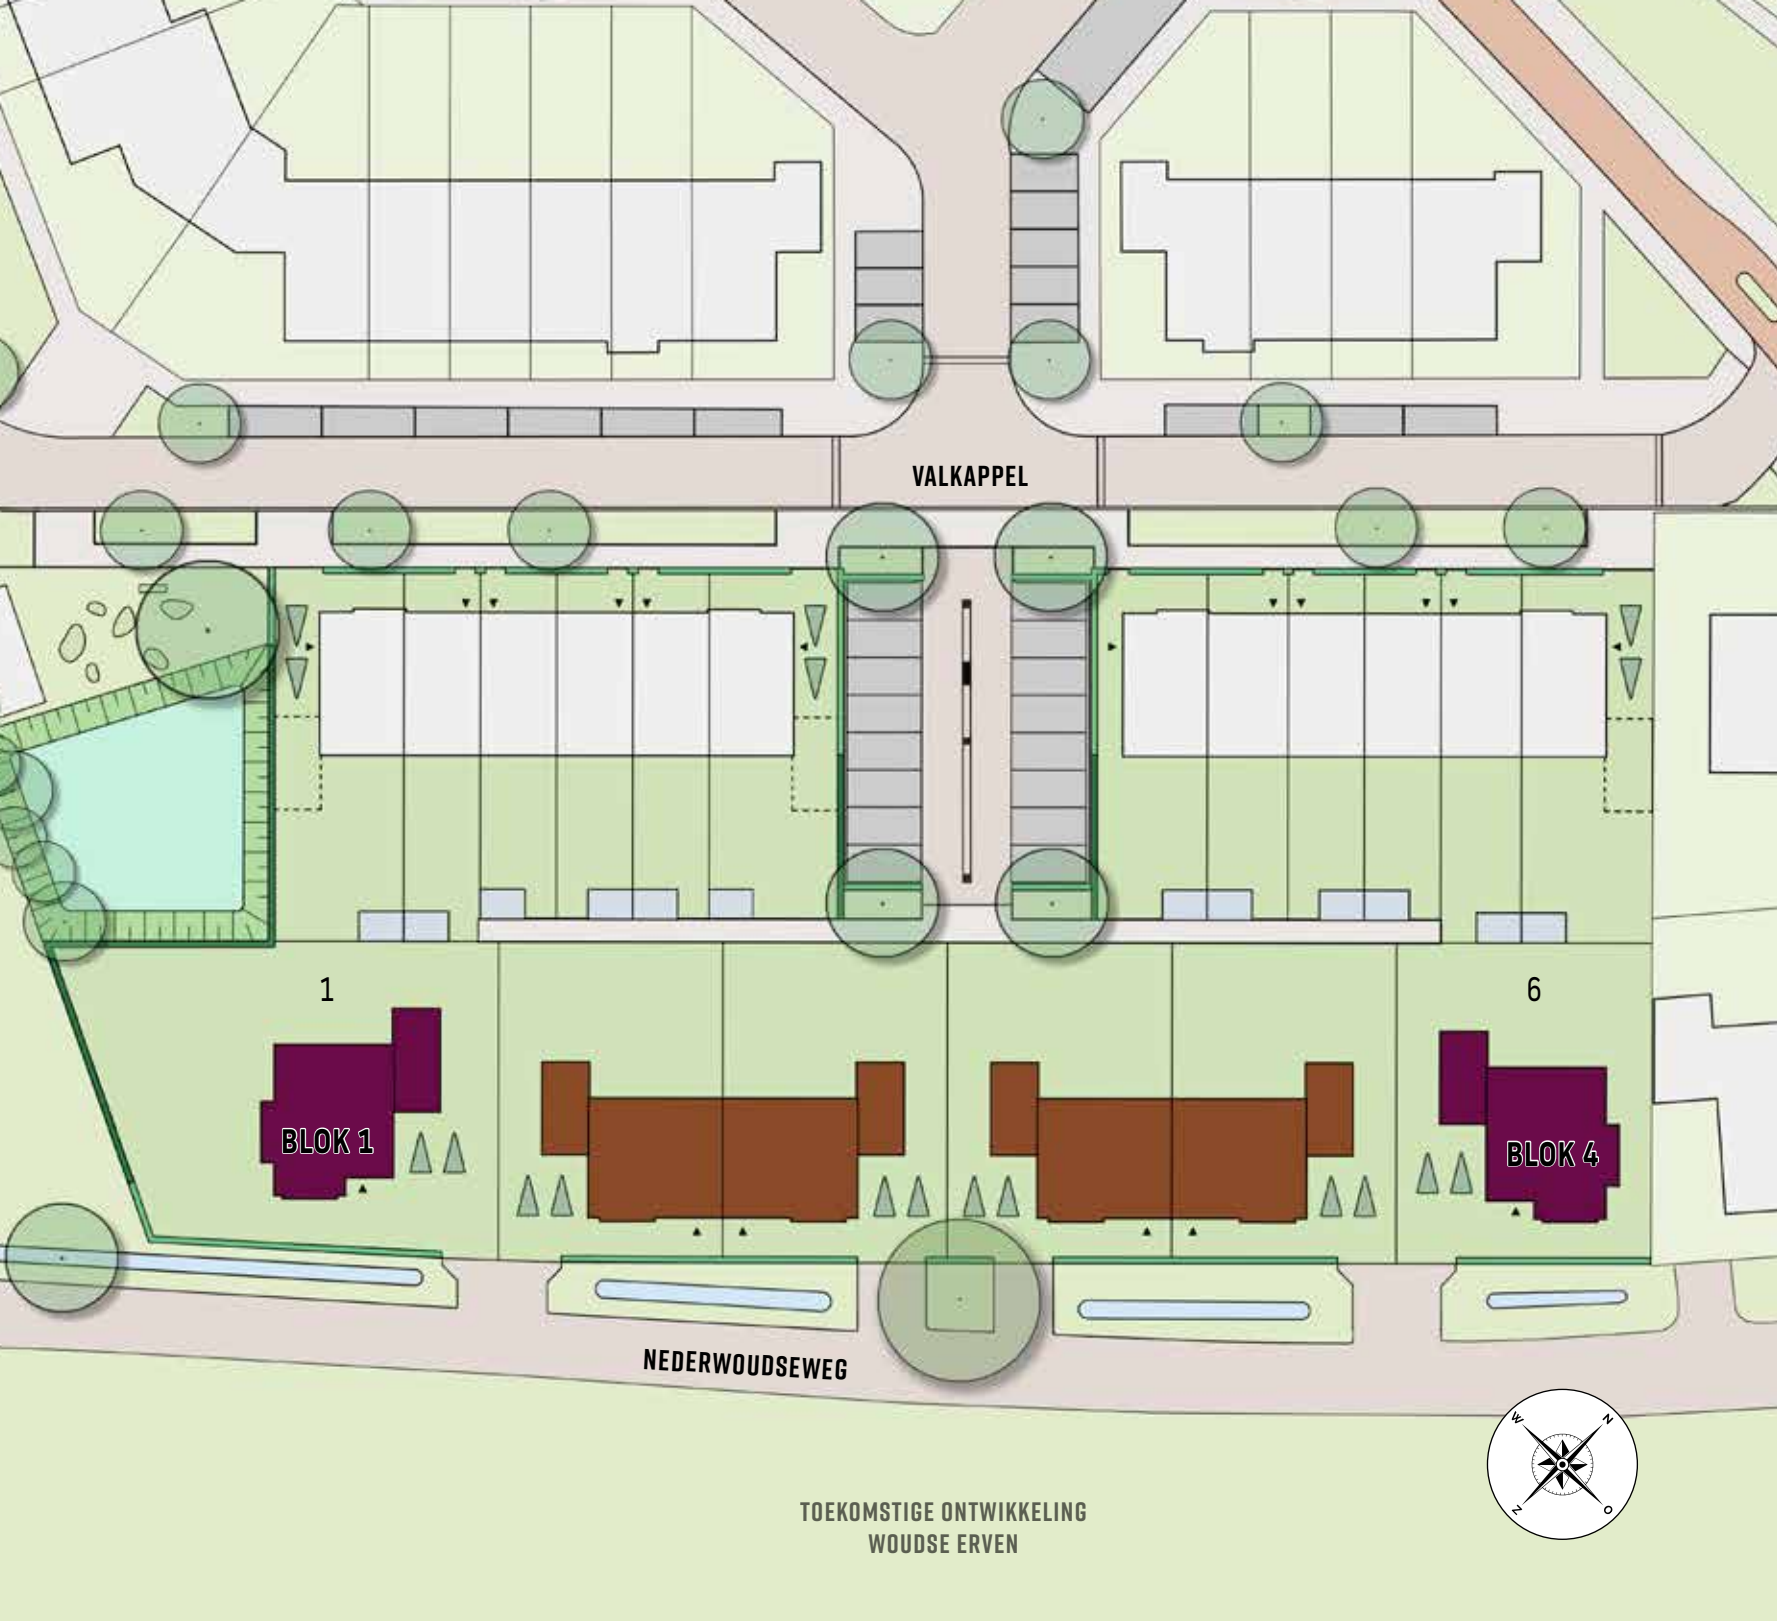 VALKAPPEL
1
6
BLOK 1
BLOK 4
NEDERWOUDSEWEG
W
N
Z
O
TOEKOMSTIGE ONTWIKKELING
WOUDSE ERVEN